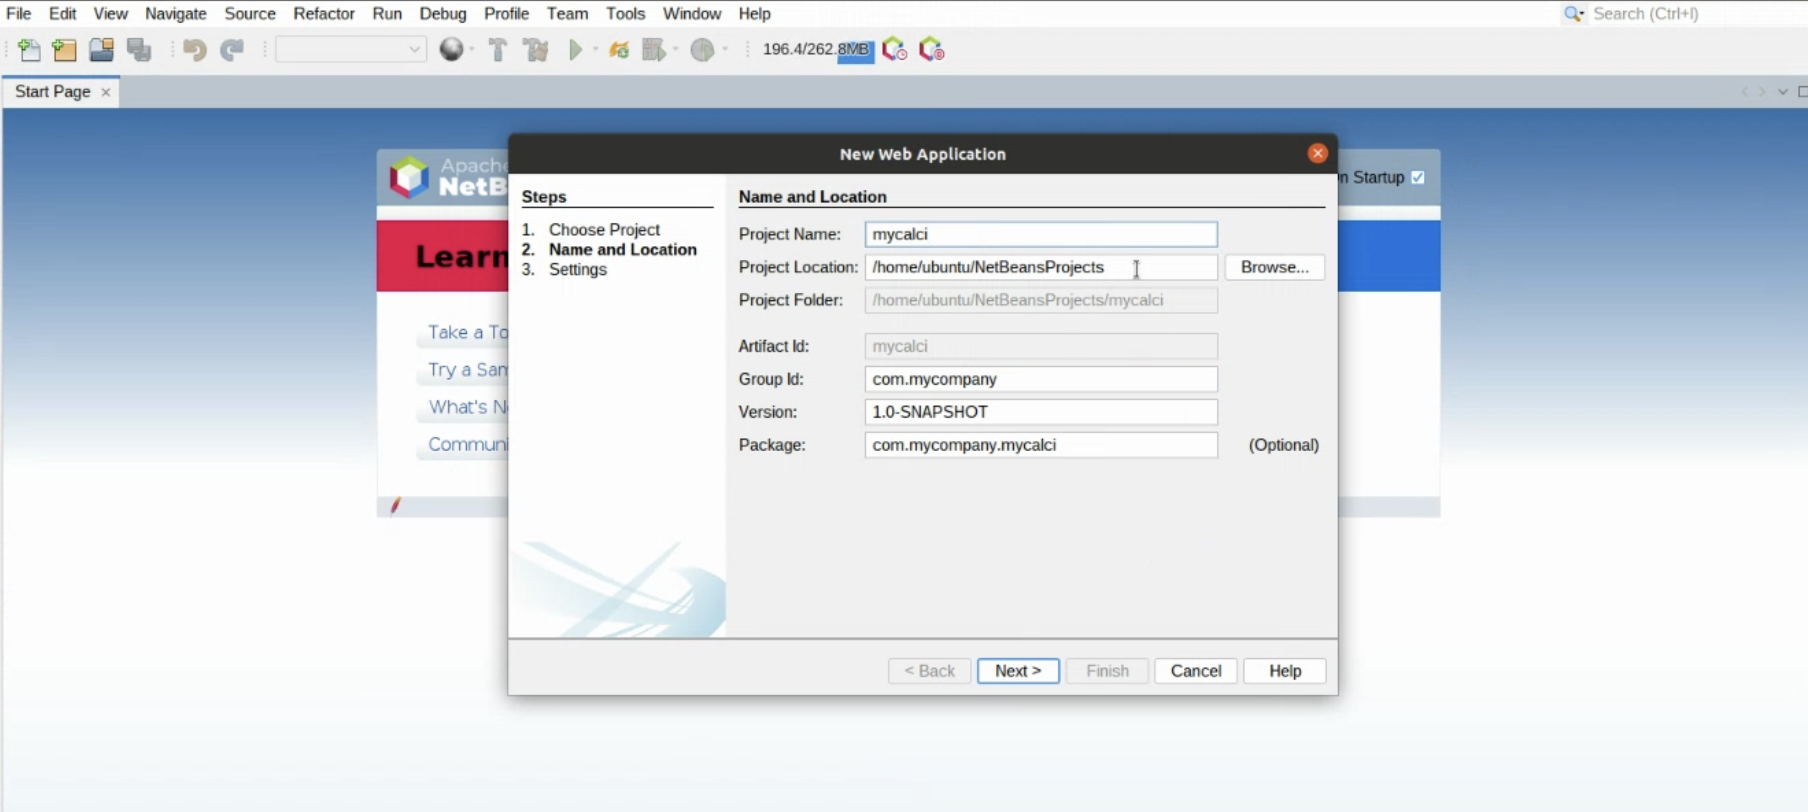 File Edit View Navigate Source Refactor Run Debug Profile Team Tools Window Help
Search (Ctrl+I)
196.4/262.8MB
Start Page
New Web Application
Apache
NetB
n Startup
Learn
Take a To
Try a Sam
What's N
Communi
Steps
1. Choose Project
2. Name and Location
3. Settings
Name and Location
Project Name: mycalci
Project Location: /home/ubuntu/NetBeansProjects Browse...
Project Folder: /home/ubuntu/NetBeansProjects/mycalci
Artifact Id: mycalci
Group Id: com.mycompany
Version: 1.0-SNAPSHOT
Package: com.mycompany.mycalci (Optional)
< Back Next > Finish Cancel Help